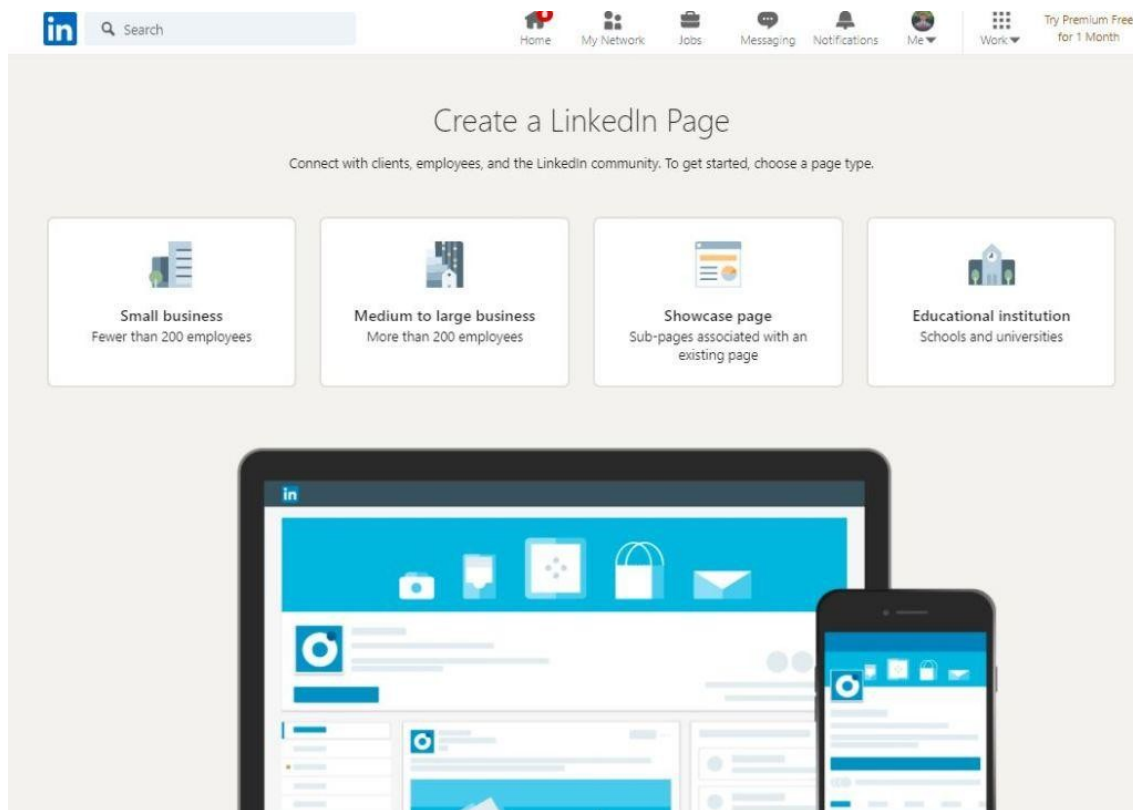 in
Search
Home
My Network
Jobs
Messaging
Notifications
Me
Work
Try Premium Free
for 1 Month
Create a LinkedIn Page
Connect with clients, employees, and the LinkedIn community. To get started, choose a page type.
Small business
Fewer than 200 employees
Medium to large business
More than 200 employees
Showcase page
Sub-pages associated with an
existing page
Educational institution
Schools and universities
in